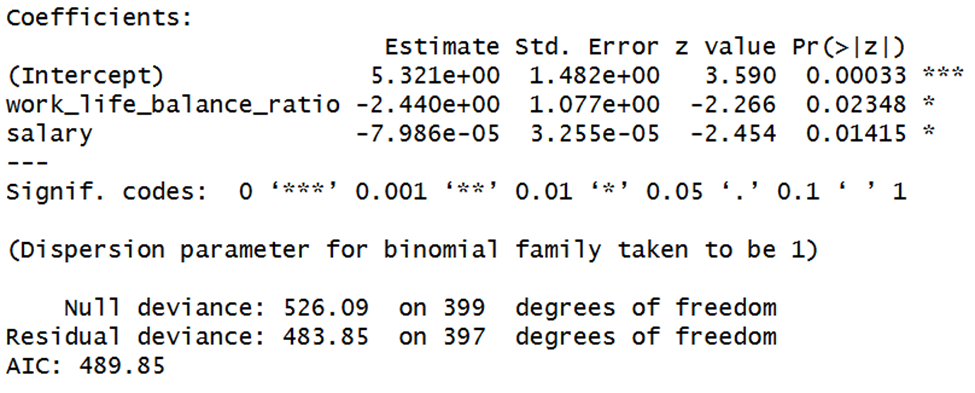 Coefficients:
Estimate Std. Error z value Pr(>|z|)
(Intercept) 5.321e+00 1.482e+00 3.590 0.00033 ***
work_life_balance_ratio -2.440e+00 1.077e+00 -2.266 0.02348 *
salary -7.986e-05 3.255e-05 -2.454 0.01415 *
---
Signif. codes: 0 ‘***’ 0.001 ‘**’ 0.01 ‘*’ 0.05 ‘.’ 0.1 ‘ ’ 1
(Dispersion parameter for binomial family taken to be 1)
Null deviance: 526.09 on 399 degrees of freedom
Residual deviance: 483.85 on 397 degrees of freedom
AIC: 489.85